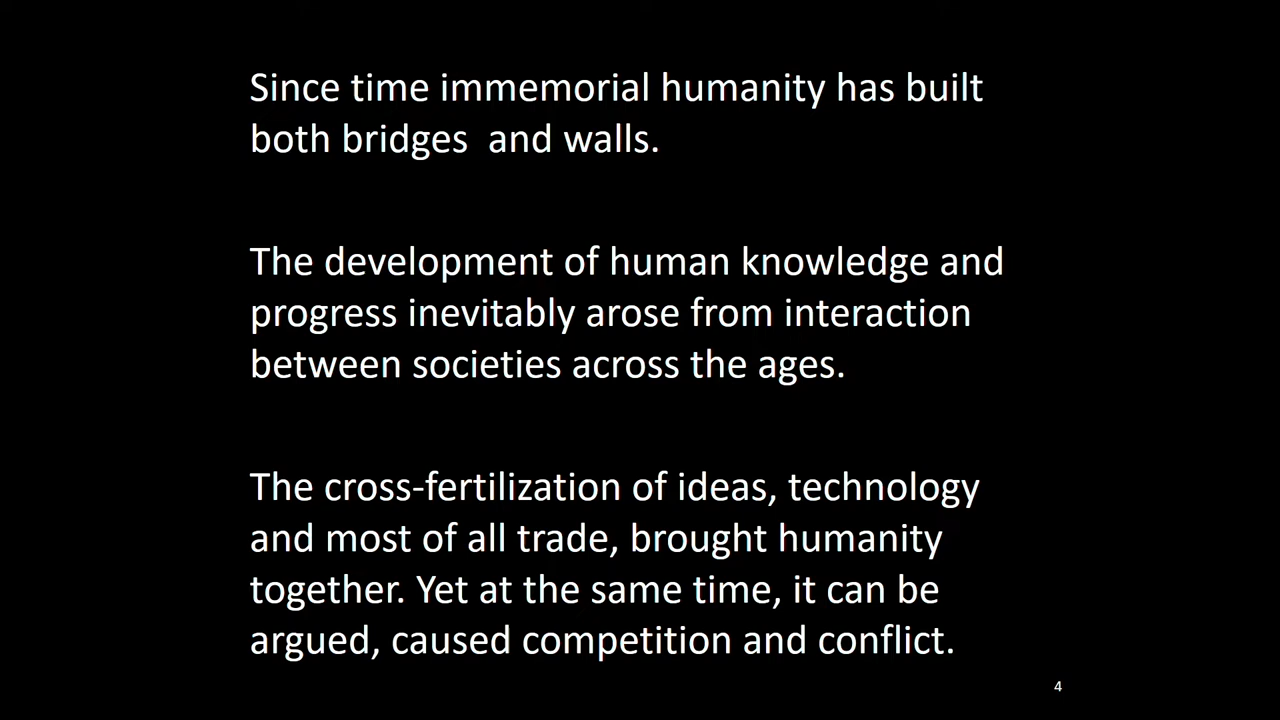 Since time immemorial humanity has built
both bridges  and walls.
The development of human knowledge and
progress inevitably arose from interaction
between societies across the ages.
The cross-fertilization of ideas, technology
and most of all trade, brought humanity
together. Yet at the same time, it can be
argued, caused competition and conflict.
4